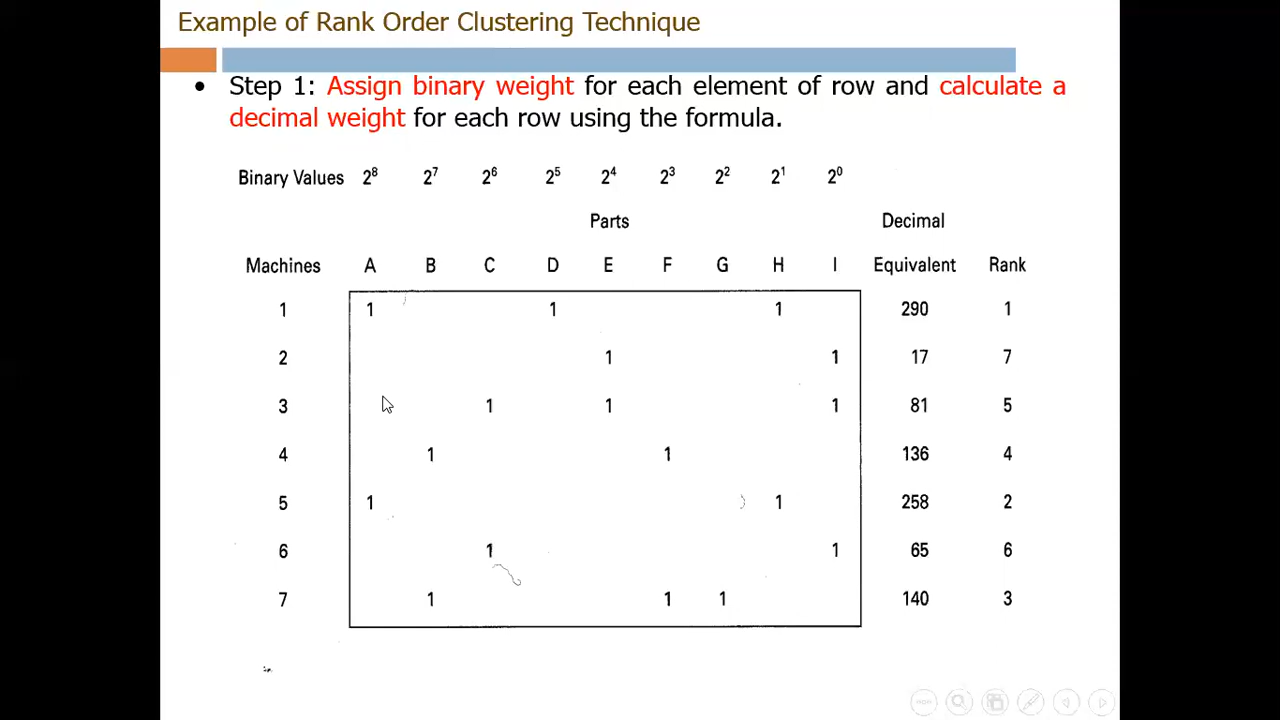 Example of Rank Order Clustering Technique
• Step 1: Assign binary weight for each element of row and calculate a
decimal weight for each row using the formula.
Binary Values 2⁸ 2⁷ 2⁶ 2⁵ 2⁴ 2³ 2² 2¹ 2⁰
Parts Decimal
Machines A B C D E F G H I Equivalent Rank
1 1 1 1 290 1
2 1 1 17 7
3 1 1 1 81 5
4 1 1 136 4
5 1 1 258 2
6 1 1 65 6
7 1 1 1 140 3